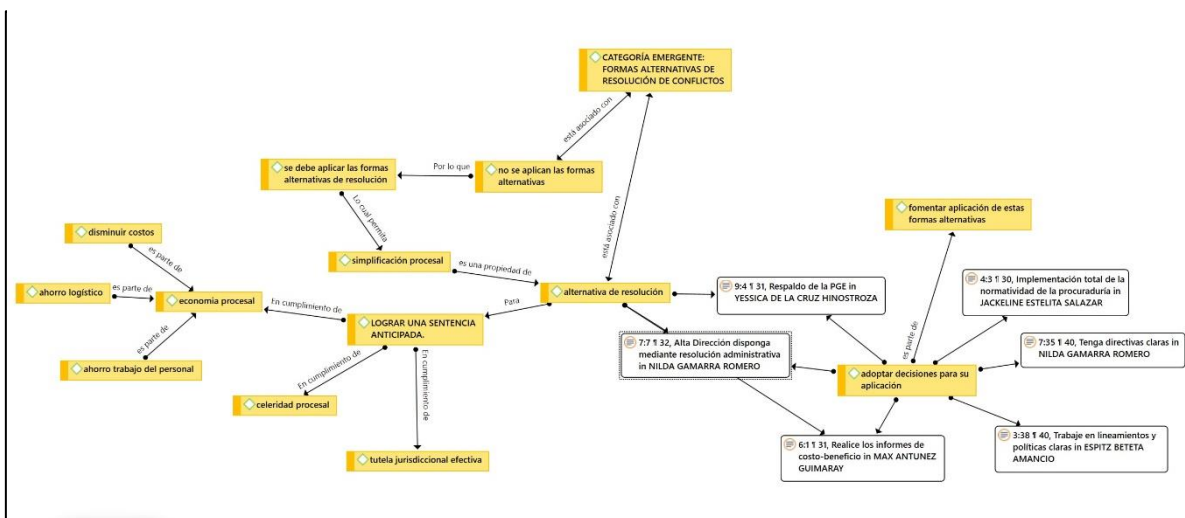 CATEGORÍA EMERGENTE:
FORMAS ALTERNATIVAS DE
RESOLUCIÓN DE CONFLICTOS
está asociado con
está asociado con
se debe aplicar las formas
alternativas de resolución
Por lo que
no se aplican las formas
alternativas
Lo cual permita
fomentar aplicación de estas
formas alternativas
disminuir costos
es parte de
simplificación procesal
es una propiedad de
ahorro logístico
es parte de
economia procesal
En cumplimiento de
alternativa de resolución
Para
9:4 ¶ 31, Respaldo de la PGE in
YESSICA DE LA CRUZ HINOSTROZA
4:3 ¶ 30, Implementación total de la
normatividad de la procuraduría in
JACKELINE ESTELITA SALAZAR
LOGRAR UNA SENTENCIA
ANTICIPADA.
es parte de
7:7 ¶ 32, Alta Dirección disponga
mediante resolución administrativa
in NILDA GAMARRA ROMERO
es parte de
7:35 ¶ 40, Tenga directivas claras in
NILDA GAMARRA ROMERO
ahorro trabajo del personal
En cumplimiento de
En cumplimiento de
adoptar decisiones para su
aplicación
celeridad procesal
6:1 ¶ 31, Realice los informes de
costo-beneficio in MAX ANTUNEZ
GUIMARAY
3:38 ¶ 40, Trabaje en lineamientos y
políticas claras in ESPITZ BETETA
AMANCIO
tutela jurisdiccional efectiva